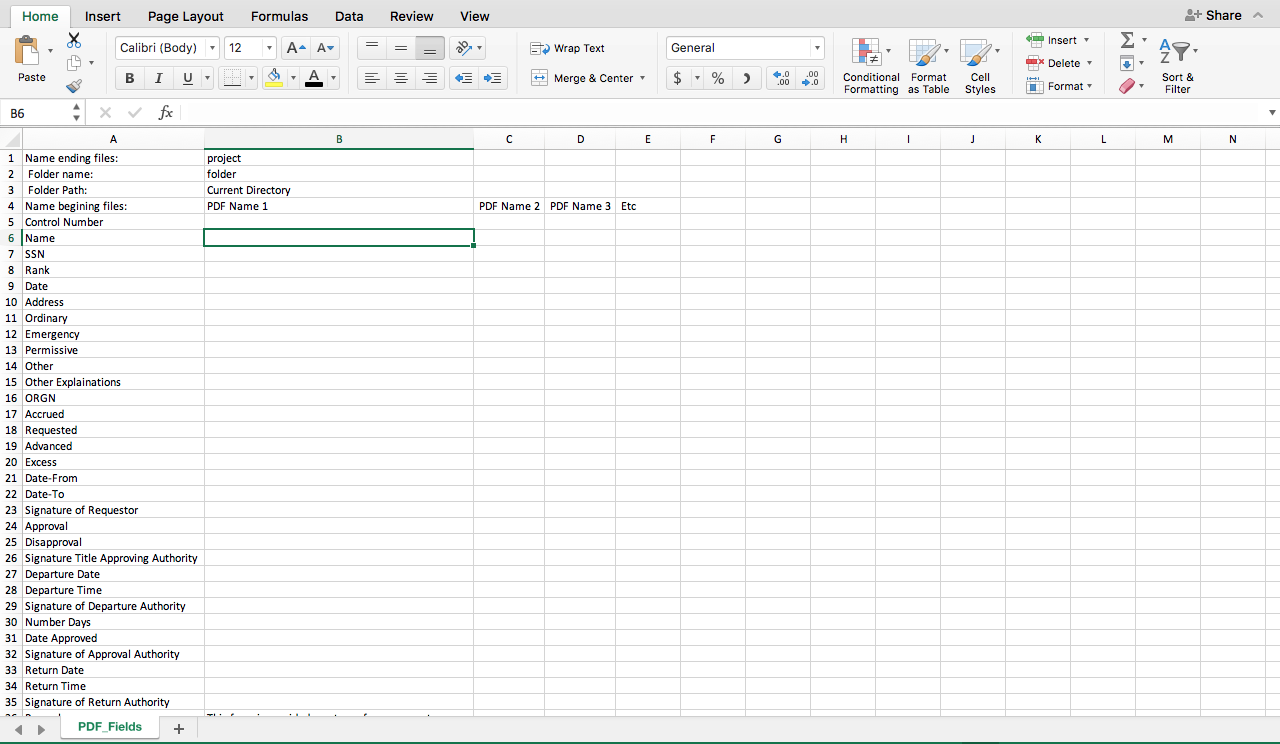 Home Insert Page Layout Formulas Data Review View Share
Calibri (Body) 12 A A Wrap Text General Insert
Paste B I U A Merge & Center $ % .0 .00 .00 .0 Conditional Formatting Format as Table Cell Styles Delete Format Sort & Filter
B6 fx
A B C D E F G H I J K L M N
1 Name ending files: project
2 Folder name: folder
3 Folder Path: Current Directory
4 Name begining files: PDF Name 1 PDF Name 2 PDF Name 3 Etc
5 Control Number
6 Name
7 SSN
8 Rank
9 Date
10 Address
11 Ordinary
12 Emergency
13 Permissive
14 Other
15 Other Explainations
16 ORGN
17 Accrued
18 Requested
19 Advanced
20 Excess
21 Date-From
22 Date-To
23 Signature of Requestor
24 Approval
25 Disapproval
26 Signature Title Approving Authority
27 Departure Date
28 Departure Time
29 Signature of Departure Authority
30 Number Days
31 Date Approved
32 Signature of Approval Authority
33 Return Date
34 Return Time
35 Signature of Return Authority
PDF_Fields +